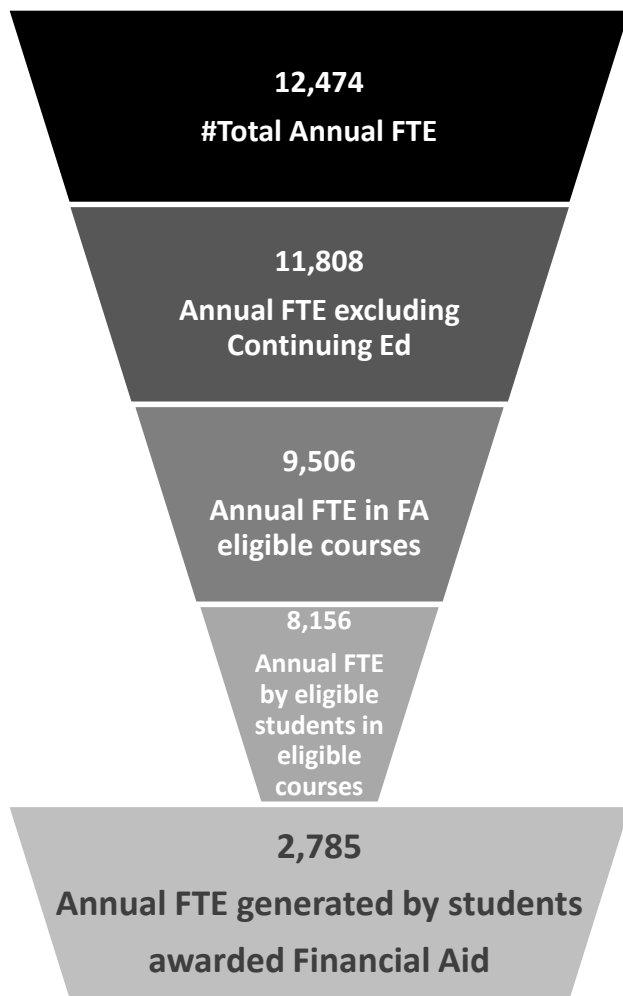 12,474
#Total Annual FTE
11,808
Annual FTE excluding
Continuing Ed
9,506
Annual FTE in FA
eligible courses
8,156
Annual FTE
by eligible
students in
eligible
courses
2,785
Annual FTE generated by students
awarded Financial Aid